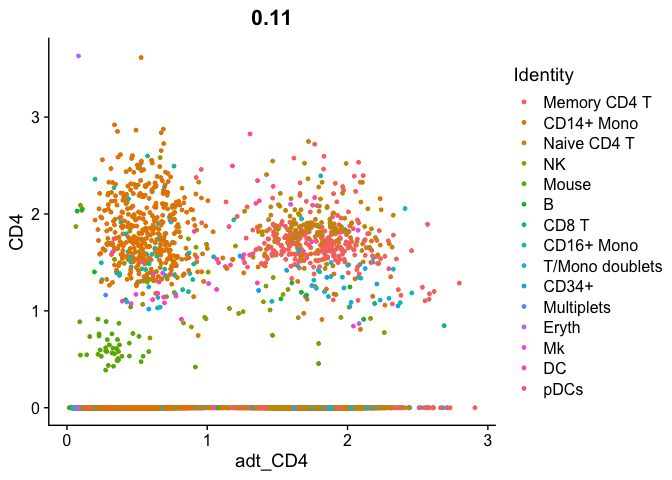 0.11
CD4
3
2
1
0
0
1
2
3
adt_CD4
Identity
Memory CD4 T
CD14+ Mono
Naive CD4 T
NK
Mouse
B
CD8 T
CD16+ Mono
T/Mono doublets
CD34+
Multiplets
Eryth
Mk
DC
pDCs